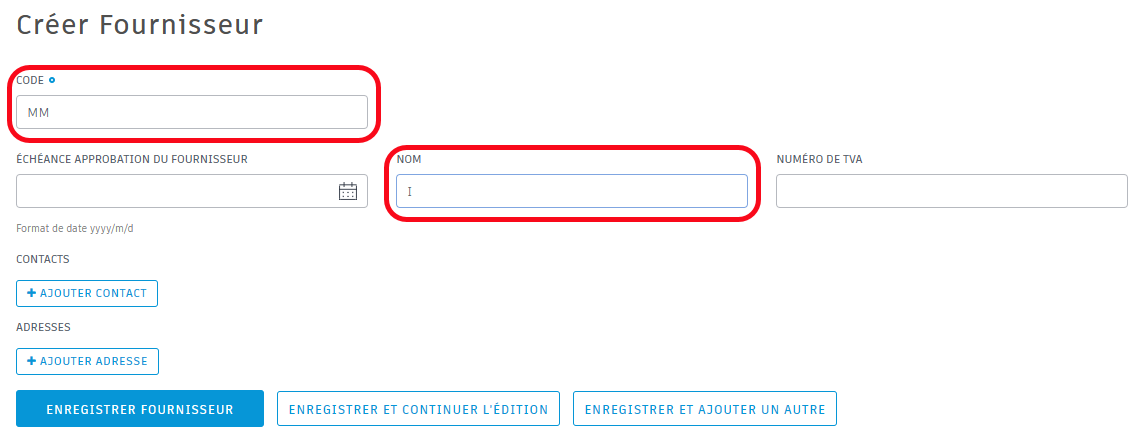 Créer Fournisseur
CODE
MM
ÉCHÉANCE APPROBATION DU FOURNISSEUR
NOM
NUMÉRO DE TVA
I
Format de date yyyy/m/d
CONTACTS
+ AJOUTER CONTACT
ADRESSES
+ AJOUTER ADRESSE
ENREGISTRER FOURNISSEUR
ENREGISTRER ET CONTINUER L'ÉDITION
ENREGISTRER ET AJOUTER UN AUTRE